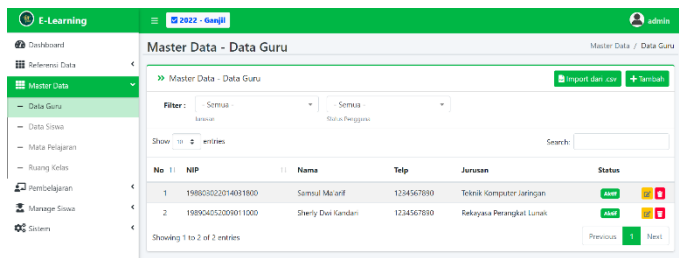 E-Learning
2022 - Ganjil
admin
Dashboard
Referensi Data
Master Data
Data Guru
Data Siswa
Mata Pelajaran
Ruang Kelas
Pembelajaran
Manage Siswa
Sistem
Master Data - Data Guru
Master Data / Data Guru
Master Data - Data Guru
Import dari .csv
Tambah
Filter :
- Semua -
- Semua -
Jurusan
Status Pengguna
Show 10 entries
Search:
No NIP Nama Telp Jurusan Status
1 198803022014031800 Samsul Ma'arif 1234567890 Teknik Komputer Jaringan Aktif
2 198904052009011000 Sherly Dwi Kandari 1234567890 Rekayasa Perangkat Lunak Aktif
Showing 1 to 2 of 2 entries
Previous 1 Next